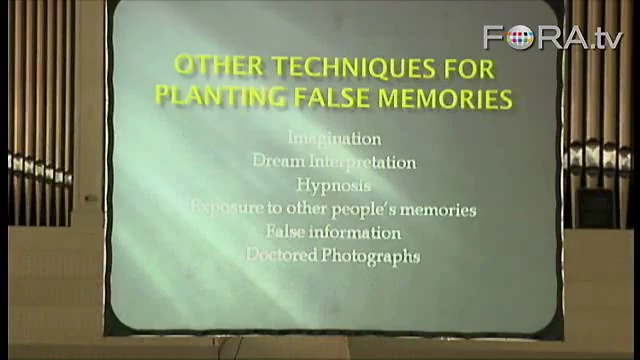 FORA.tv
OTHER TECHNIQUES FOR
PLANTING FALSE MEMORIES
Imagination
Dream Interpretation
Hypnosis
Exposure to other people's memories
False information
Doctored Photographs